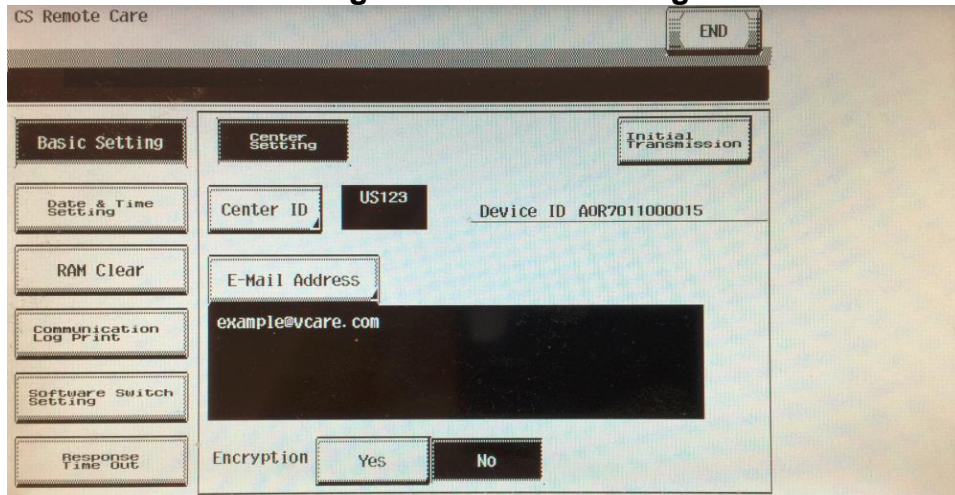 CS Remote Care
END
Basic Setting
Center
Setting
Initial
Transmission
Date & Time
Setting
Center ID
US123
Device ID A0R7011000015
RAM Clear
E-Mail Address
example@vcare.com
Communication
Log Print
Software Switch
Setting
Response
Time Out
Encryption
Yes
No